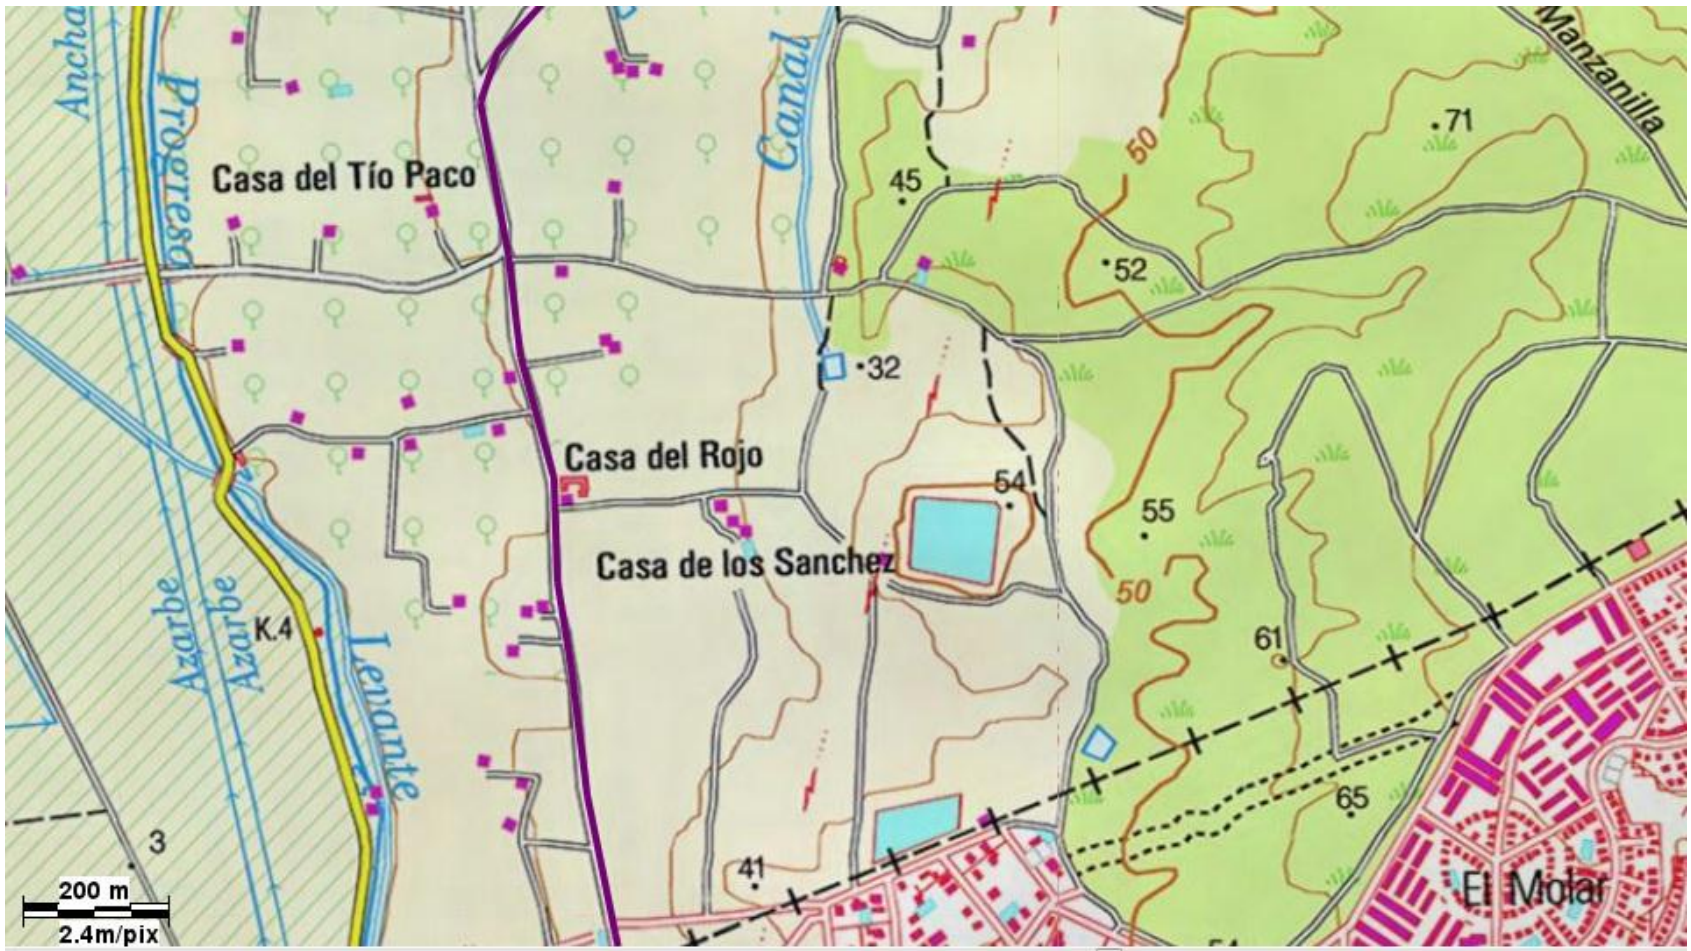 Ancha
Progreso
Canal
Manzanilla
50
71
Casa del Tío Paco
45
52
32
Casa del Rojo
54
55
Casa de los Sanchez
50
Azarbe
Azarbe
K.4
Levante
61
65
3
41
El Molar
200 m
2.4m/pix